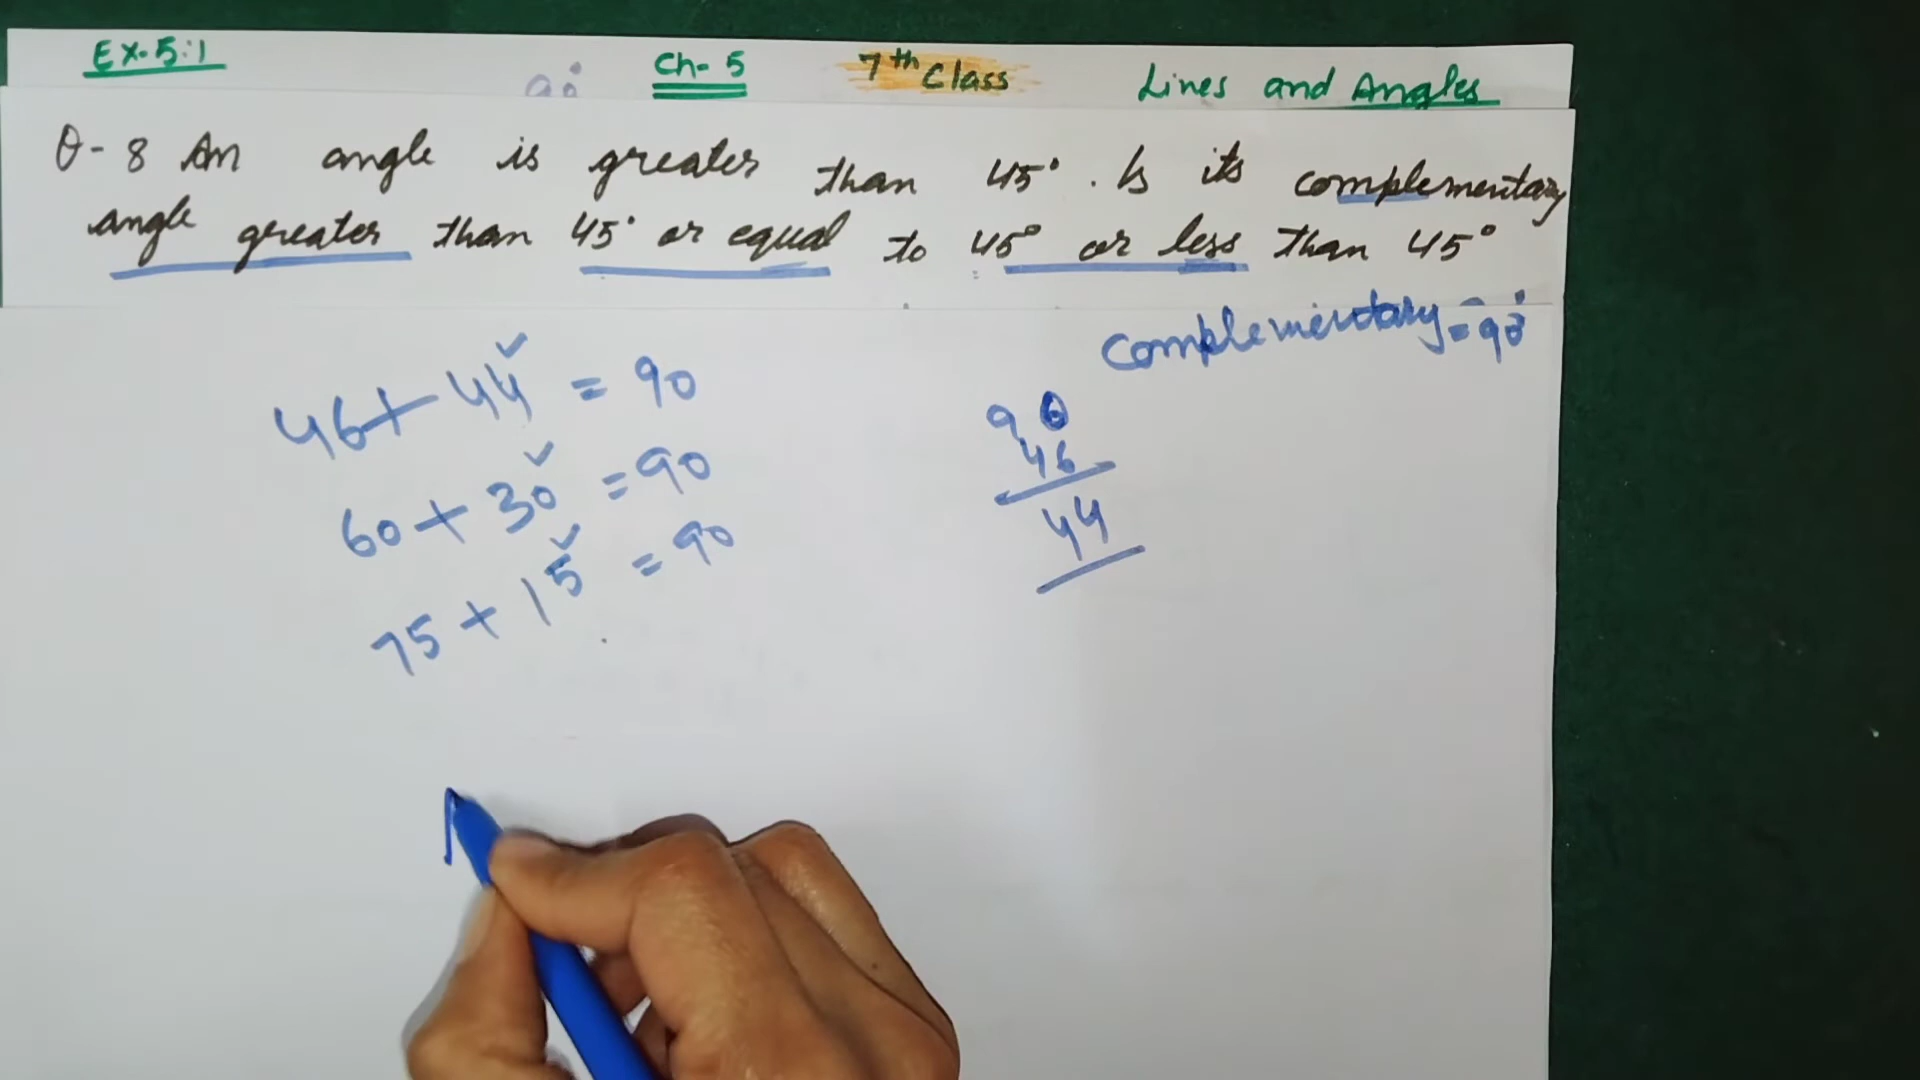 Ex-5:1
Ch-5
7th Class
Lines and Angles
Q-8 An angle is greater than 45°. Is its complementary
angle greater than 45° or equal to 45° or less than 45°
complementary = 90°
46 + 44 = 90
60 + 30 = 90
75 + 15 = 90
90
46
44